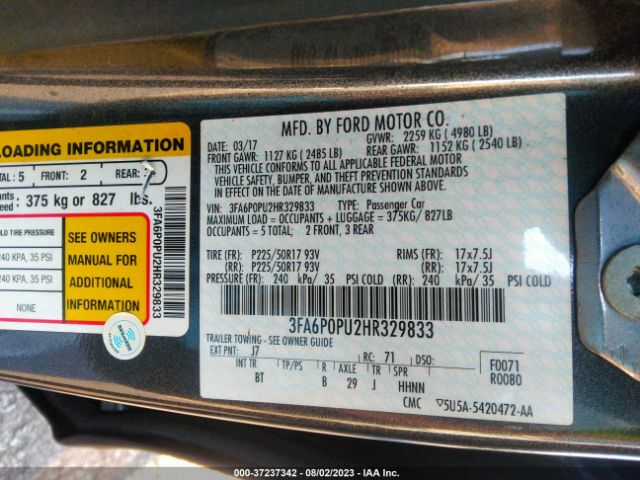 LOADING INFORMATION
TOTAL: 5 FRONT: 2 REAR:
375 kg or 827 lbs.
COLD TIRE PRESSURE
240 KPA, 35 PSI
240 KPA, 35 PSI
NONE
SEE OWNERS
MANUAL FOR
ADDITIONAL
INFORMATION
3FA6P0PU2HR329833
MFD. BY FORD MOTOR CO.
DATE: 03/17 GVWR: 2259 KG ( 4980 LB)
FRONT GAWR: 1127 KG ( 2485 LB) REAR GAWR: 1152 KG ( 2540 LB)
THIS VEHICLE CONFORMS TO ALL APPLICABLE FEDERAL MOTOR
VEHICLE SAFETY, BUMPER, AND THEFT PREVENTION STANDARDS
IN EFFECT ON THE DATE OF MANUFACTURE SHOWN ABOVE.
VIN: 3FA6P0PU2HR329833 TYPE: Passenger Car
MAXIMUM LOAD = OCCUPANTS + LUGGAGE = 375KG/ 827LB
OCCUPANTS = 5 TOTAL; 2 FRONT, 3 REAR
TIRE (FR): P225/50R17 93V RIMS (FR): 17x7.5J
(RR): P225/50R17 93V (RR): 17x7.5J
PRESSURE (FR): 240 kPa/ 35 PSI COLD (RR): 240 kPa/ 35 PSI COLD
3FA6P0PU2HR329833
TRAILER TOWING - SEE OWNER GUIDE
EXT PNT: J7 RC: 71 DSO: F0071
INT TR TP/PS R AXLE TR SPR R0080
BT B 29 J HHNN
CMC ▽5U5A-5420472-AA
000-37237342 - 08/02/2023 - IAA Inc.